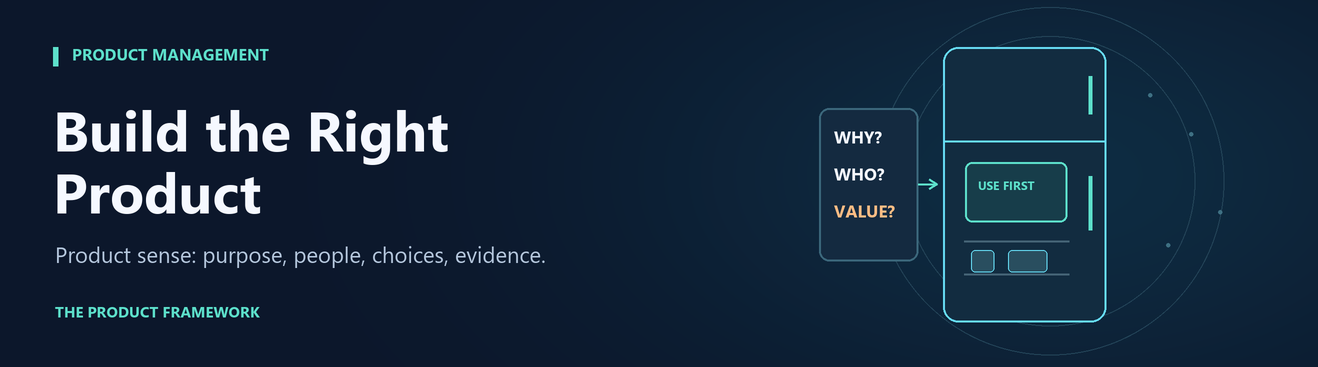 PRODUCT MANAGEMENT
Build the Right
Product
Product sense: purpose, people, choices, evidence.
THE PRODUCT FRAMEWORK
WHY?
WHO?
VALUE?
USE FIRST